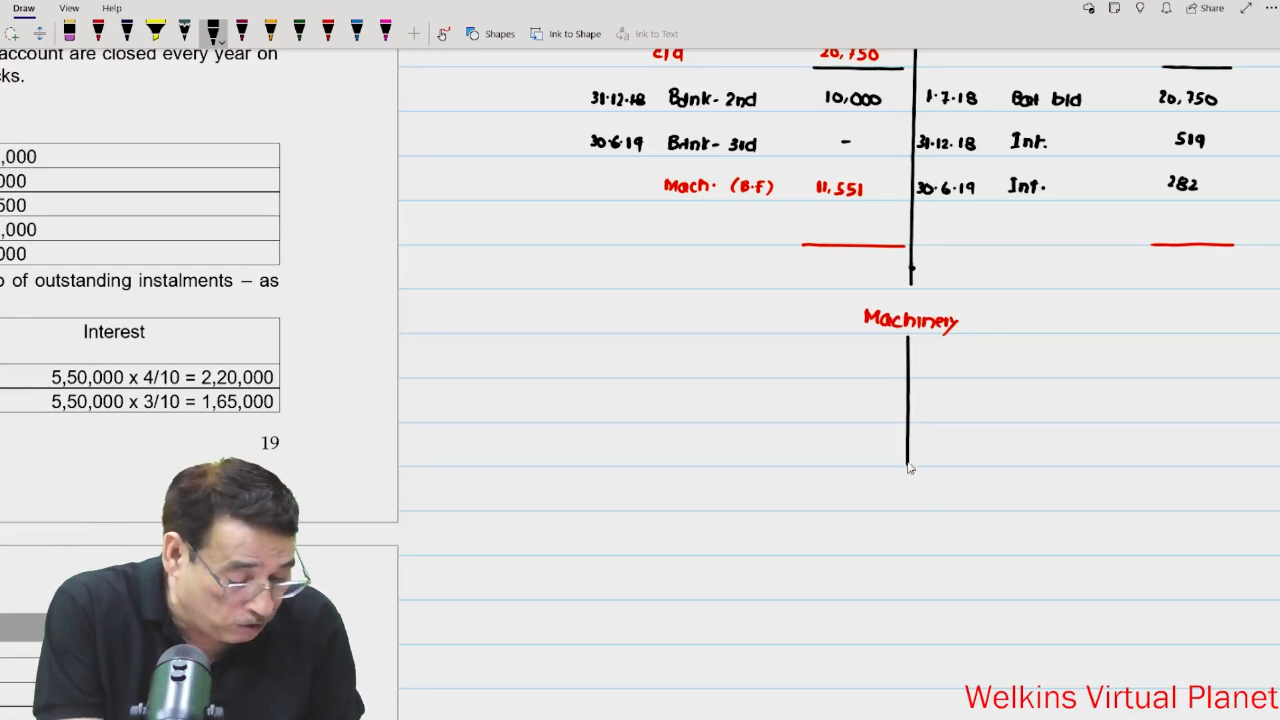 Draw View Help
Shapes Ink to Shape Ink to Text Share
account are closed every year on
cks.
,000
000
500
,000
000
o of outstanding instalments – as
Interest
5,50,000 x 4/10 = 2,20,000
5,50,000 x 3/10 = 1,65,000
19
c/d 20,750
31.12.18 Bank - 2nd 10,000 1.7.18 Bal b/d 20,750
30.6.19 Bank - 3rd - 31.12.18 Int. 519
Mach. (B.F) 11,551 30.6.19 Int. 282
Machinery
Welkins Virtual Planet